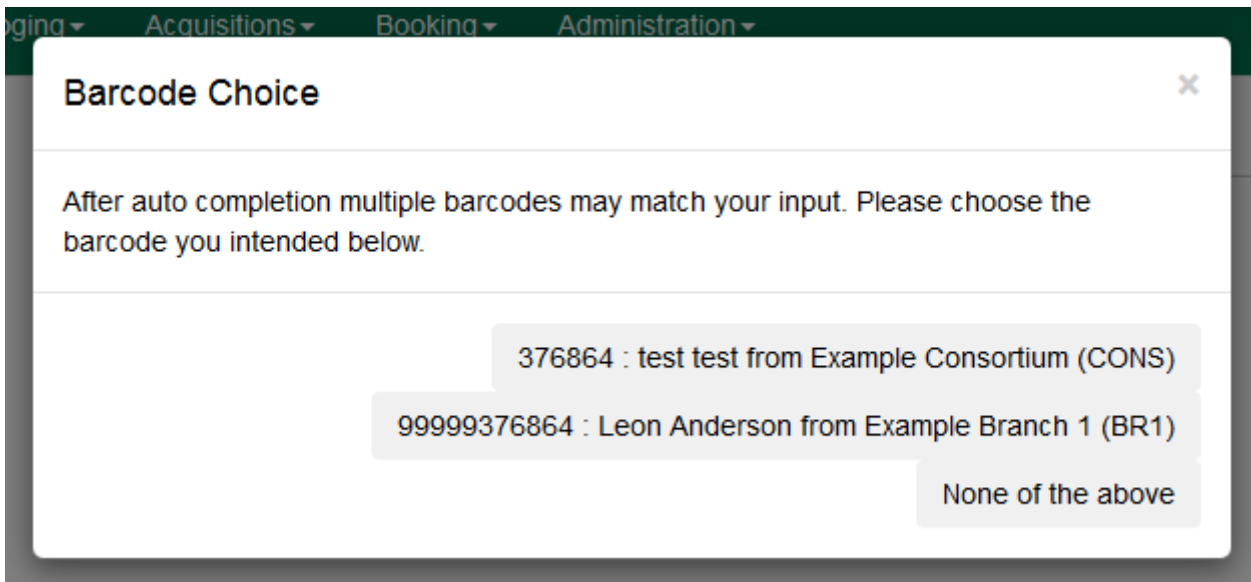 Acquisitions Booking Administration
Barcode Choice ×
After auto completion multiple barcodes may match your input. Please choose the
barcode you intended below.
376864 : test test from Example Consortium (CONS)
99999376864 : Leon Anderson from Example Branch 1 (BR1)
None of the above